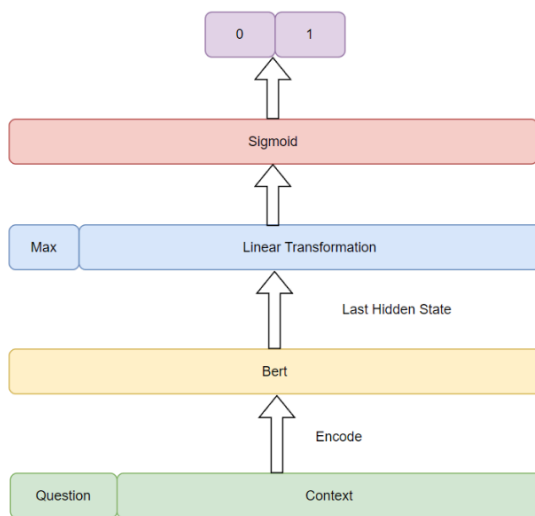 0 1
Sigmoid
Max Linear Transformation
Last Hidden State
Bert
Encode
Question Context